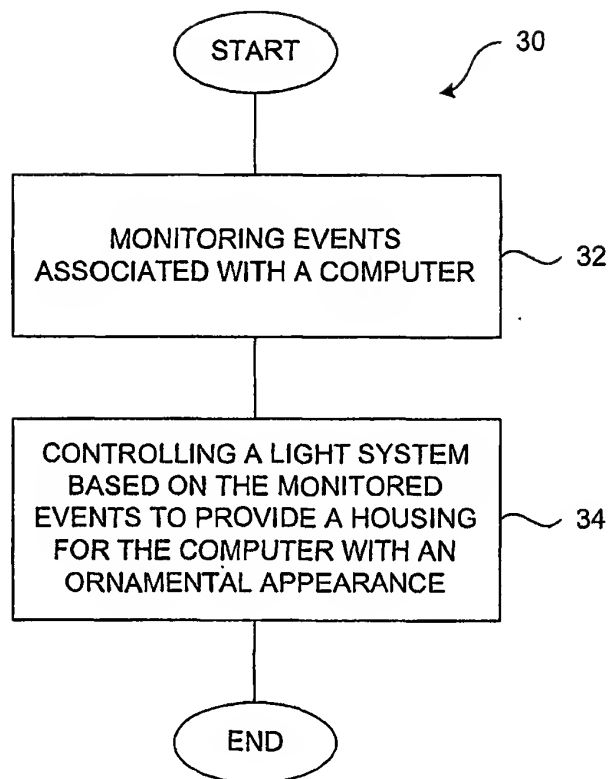 START
30
MONITORING EVENTS
ASSOCIATED WITH A COMPUTER
32
CONTROLLING A LIGHT SYSTEM
BASED ON THE MONITORED
EVENTS TO PROVIDE A HOUSING
FOR THE COMPUTER WITH AN
ORNAMENTAL APPEARANCE
34
END